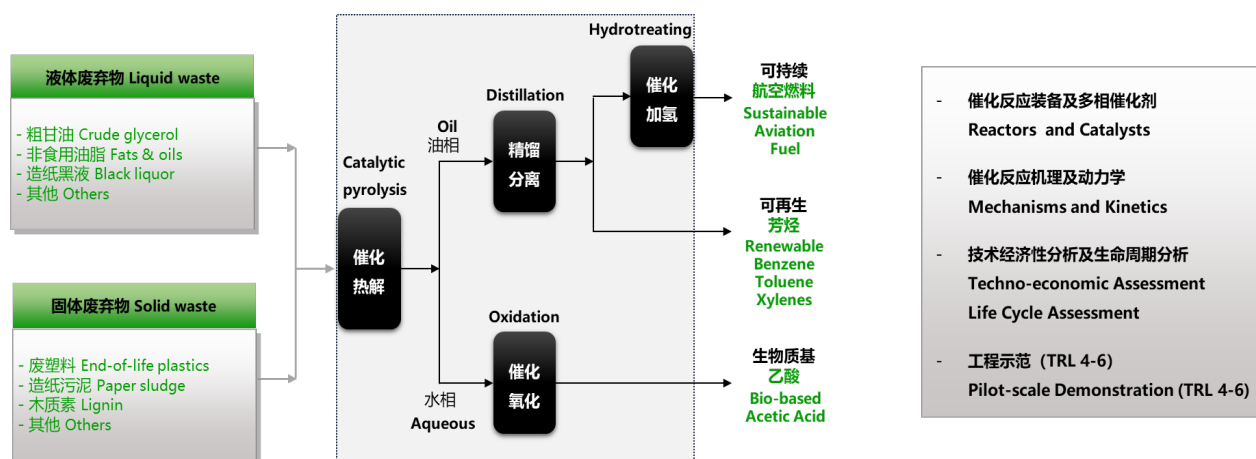 液体废弃物 Liquid waste
- 粗甘油 Crude glycerol
- 非食用油脂 Fats & oils
- 造纸黑液 Black liquor
- 其他 Others
固体废弃物 Solid waste
- 废塑料 End-of-life plastics
- 造纸污泥 Paper sludge
- 木质素 Lignin
- 其他 Others
Catalytic
pyrolysis
催化
热解
Oil
油相
水相
Aqueous
Distillation
精馏
分离
Oxidation
催化
氧化
Hydrotreating
催化
加氢
可持续
航空燃料
Sustainable
Aviation
Fuel
可再生
芳烃
Renewable
Benzene
Toluene
Xylenes
生物质基
乙酸
Bio-based
Acetic Acid
- 催化反应装备及多相催化剂
Reactors and Catalysts
- 催化反应机理及动力学
Mechanisms and Kinetics
- 技术经济性分析及生命周期分析
Techno-economic Assessment
Life Cycle Assessment
- 工程示范（TRL 4-6）
Pilot-scale Demonstration (TRL 4-6)